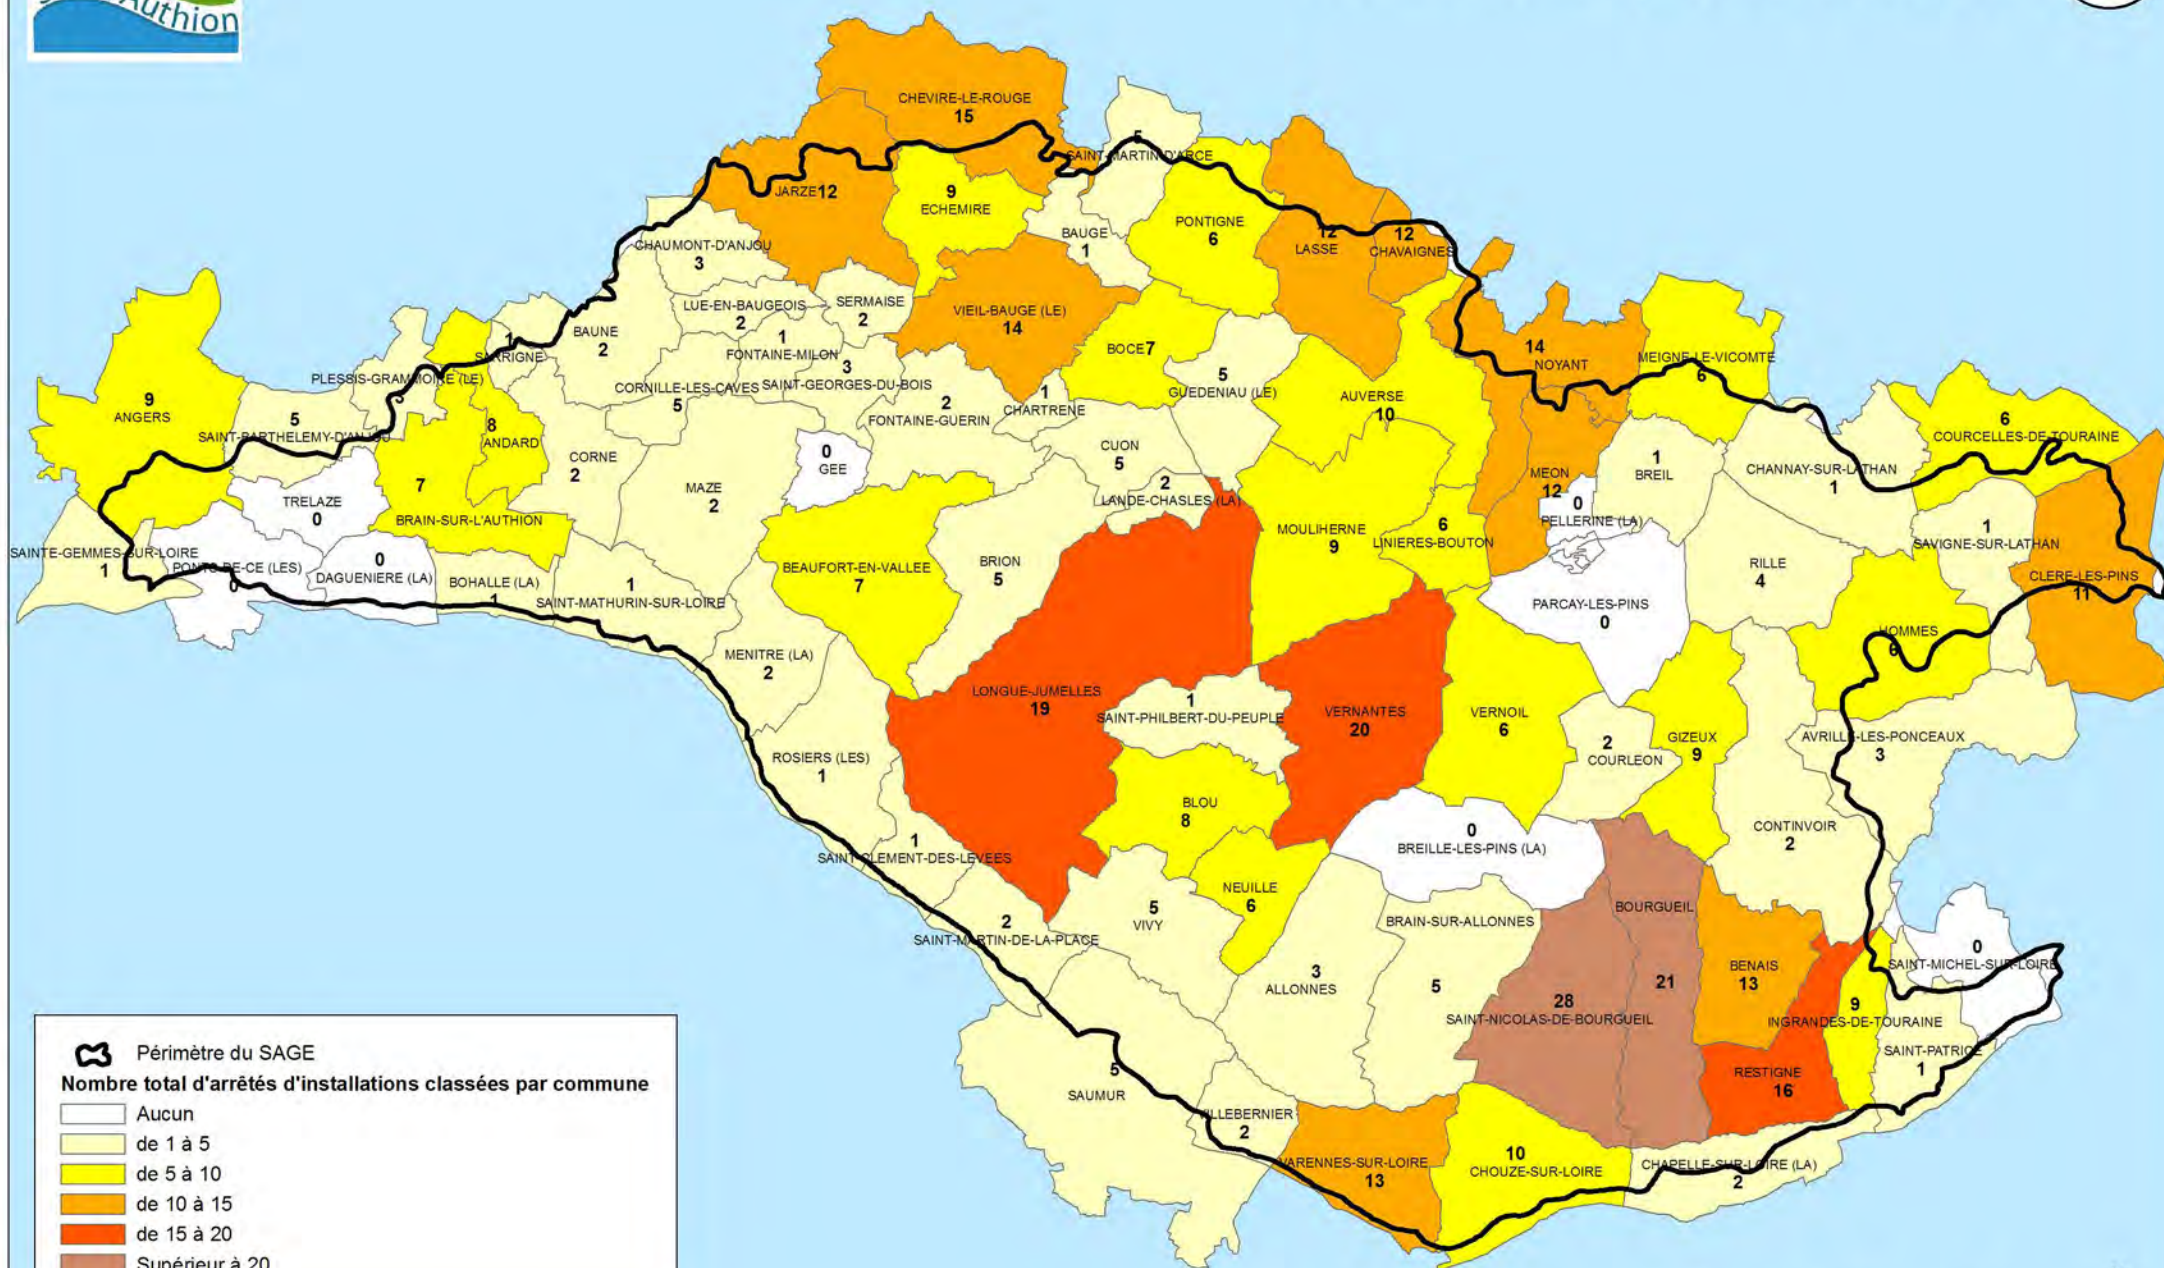 Authion
CHEVIRE-LE-ROUGE
15
5
SAINT-MARTIN-D'ARCE
JARZE 12
9
ECHEMIRE
BAUGE
1
PONTIGNE
6
12
LASSE
12
CHAVAIGNES
CHAUMONT-D'ANJOU
3
LUE-EN-BAUGEOIS
2
SERMAISE
2
VIEIL-BAUGE (LE)
14
BAUNE
2
1
SARRIGNE
1
FONTAINE-MILON
3
SAINT-GEORGES-DU-BOIS
CORNILLE-LES-CAVES
5
BOCE 7
5
GUEDENIAU (LE)
14
NOYANT
MEIGNE-LE-VICOMTE
6
PLESSIS-GRAMMOIRE (LE)
9
ANGERS
5
SAINT-BARTHELEMY-D'ANJOU
8
ANDARD
2
FONTAINE-GUERIN
1
CHARTRENE
AUVERSE
10
6
COURCELLES-DE-TOURAINE
CORNE
2
0
GEE
CUON
5
1
BREIL
CHANNAY-SUR-LATHAN
1
MAZE
2
2
LANDE-CHASLES (LA)
MEON
12
0
PELLERINE (LA)
TRELAZE
0
7
BRAIN-SUR-L'AUTHION
MOULIHERNE
9
6
LINIERES-BOUTON
1
SAVIGNE-SUR-LATHAN
SAINTE-GEMMES-SUR-LOIRE
1
PONTS-DE-CE (LES)
0
0
DAGUENIERE (LA)
BOHALLE (LA)
1
1
SAINT-MATHURIN-SUR-LOIRE
BEAUFORT-EN-VALLEE
7
BRION
5
RILLE
4
CLERE-LES-PINS
11
PARCAY-LES-PINS
0
HOMMES
6
MENITRE (LA)
2
LONGUE-JUMELLES
19
1
SAINT-PHILBERT-DU-PEUPLE
VERNANTES
20
VERNOIL
6
2
COURLEON
GIZEUX
9
AVRILLE-LES-PONCEAUX
3
ROSIERS (LES)
1
BLOU
8
0
BREILLE-LES-PINS (LA)
CONTINVOIR
2
1
SAINT-CLEMENT-DES-LEVEES
NEUILLE
6
2
SAINT-MARTIN-DE-LA-PLACE
5
VIVY
BRAIN-SUR-ALLONNES
5
BOURGUEIL
21
3
ALLONNES
BENAIS
13
0
SAINT-MICHEL-SUR-LOIRE
28
SAINT-NICOLAS-DE-BOURGUEIL
9
INGRANDES-DE-TOURAINE
SAINT-PATRICE
1
RESTIGNE
16
5
SAUMUR
VILLEBERNIER
2
VARENNES-SUR-LOIRE
13
10
CHOUZE-SUR-LOIRE
CHAPELLE-SUR-LOIRE (LA)
2
Périmètre du SAGE
Nombre total d'arrêtés d'installations classées par commune
Aucun
de 1 à 5
de 5 à 10
de 10 à 15
de 15 à 20
Supérieur à 20